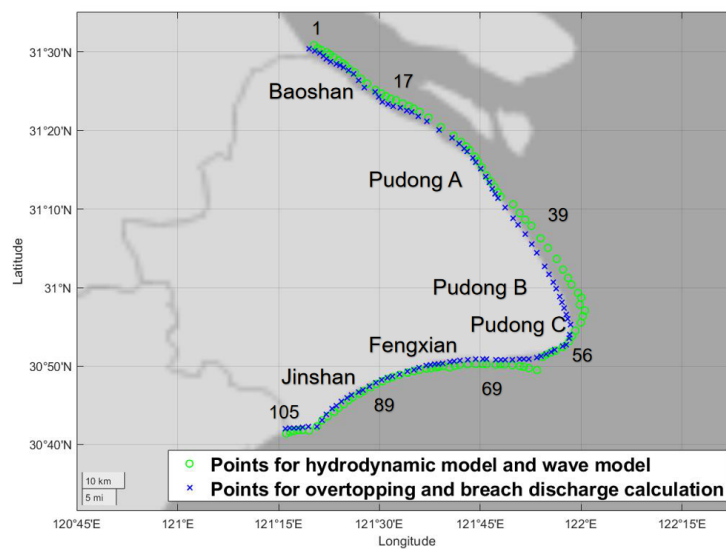 1
31°30'N
17
Baoshan
31°20'N
Pudong A
31°10'N
39
Latitude
31°N
Pudong B
Pudong C
56
Fengxian
30°50'N
Jinshan
69
89
105
30°40'N
Points for hydrodynamic model and wave model
Points for overtopping and breach discharge calculation
10 km
5 mi
120°45'E 121°E 121°15'E 121°30'E 121°45'E 122°E 122°15'E
Longitude